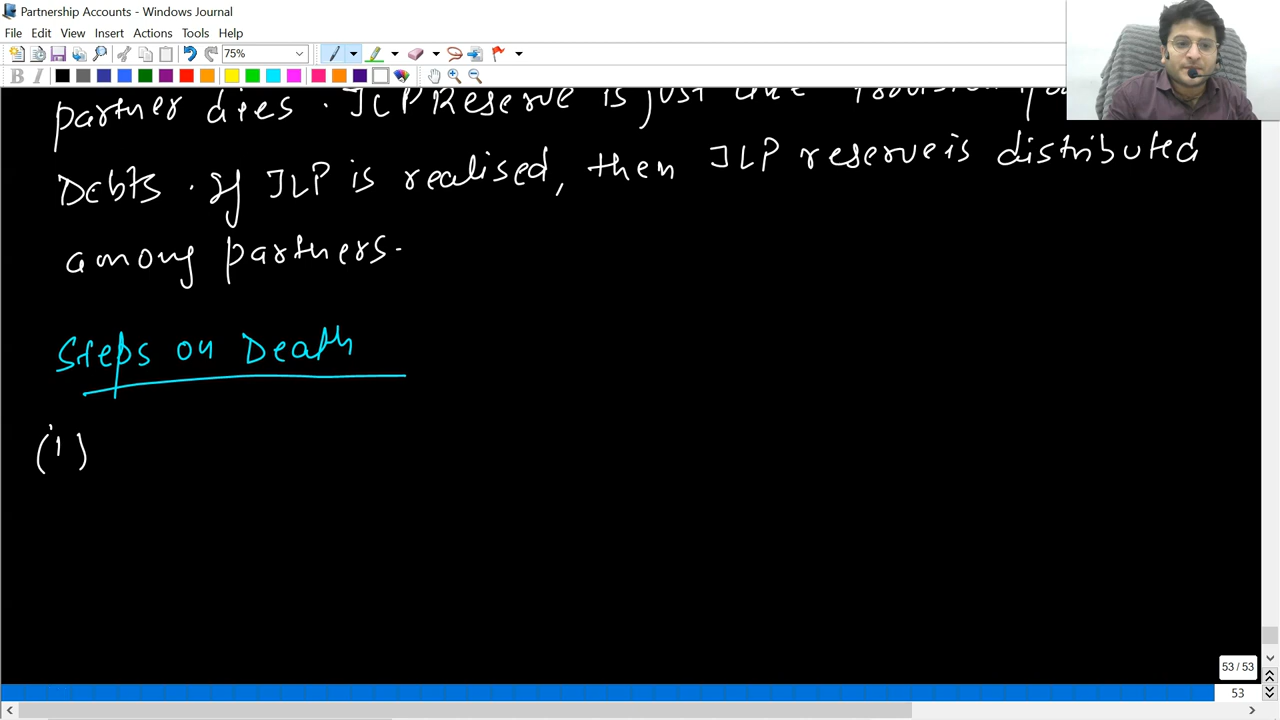 Partnership Accounts - Windows Journal
File Edit View Insert Actions Tools Help
75%
B I
partner dies. JLP Reserve is just like
Debts. If JLP is realised, then JLP reserve is distributed
among partners.
Steps on Death
(i)
53 / 53
53